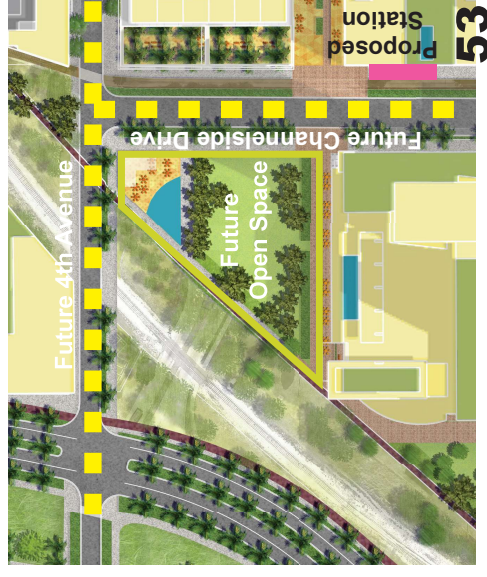 53
Proposed
Station
Future Channelside Drive
Future 4th Avenue
Future
Open Space